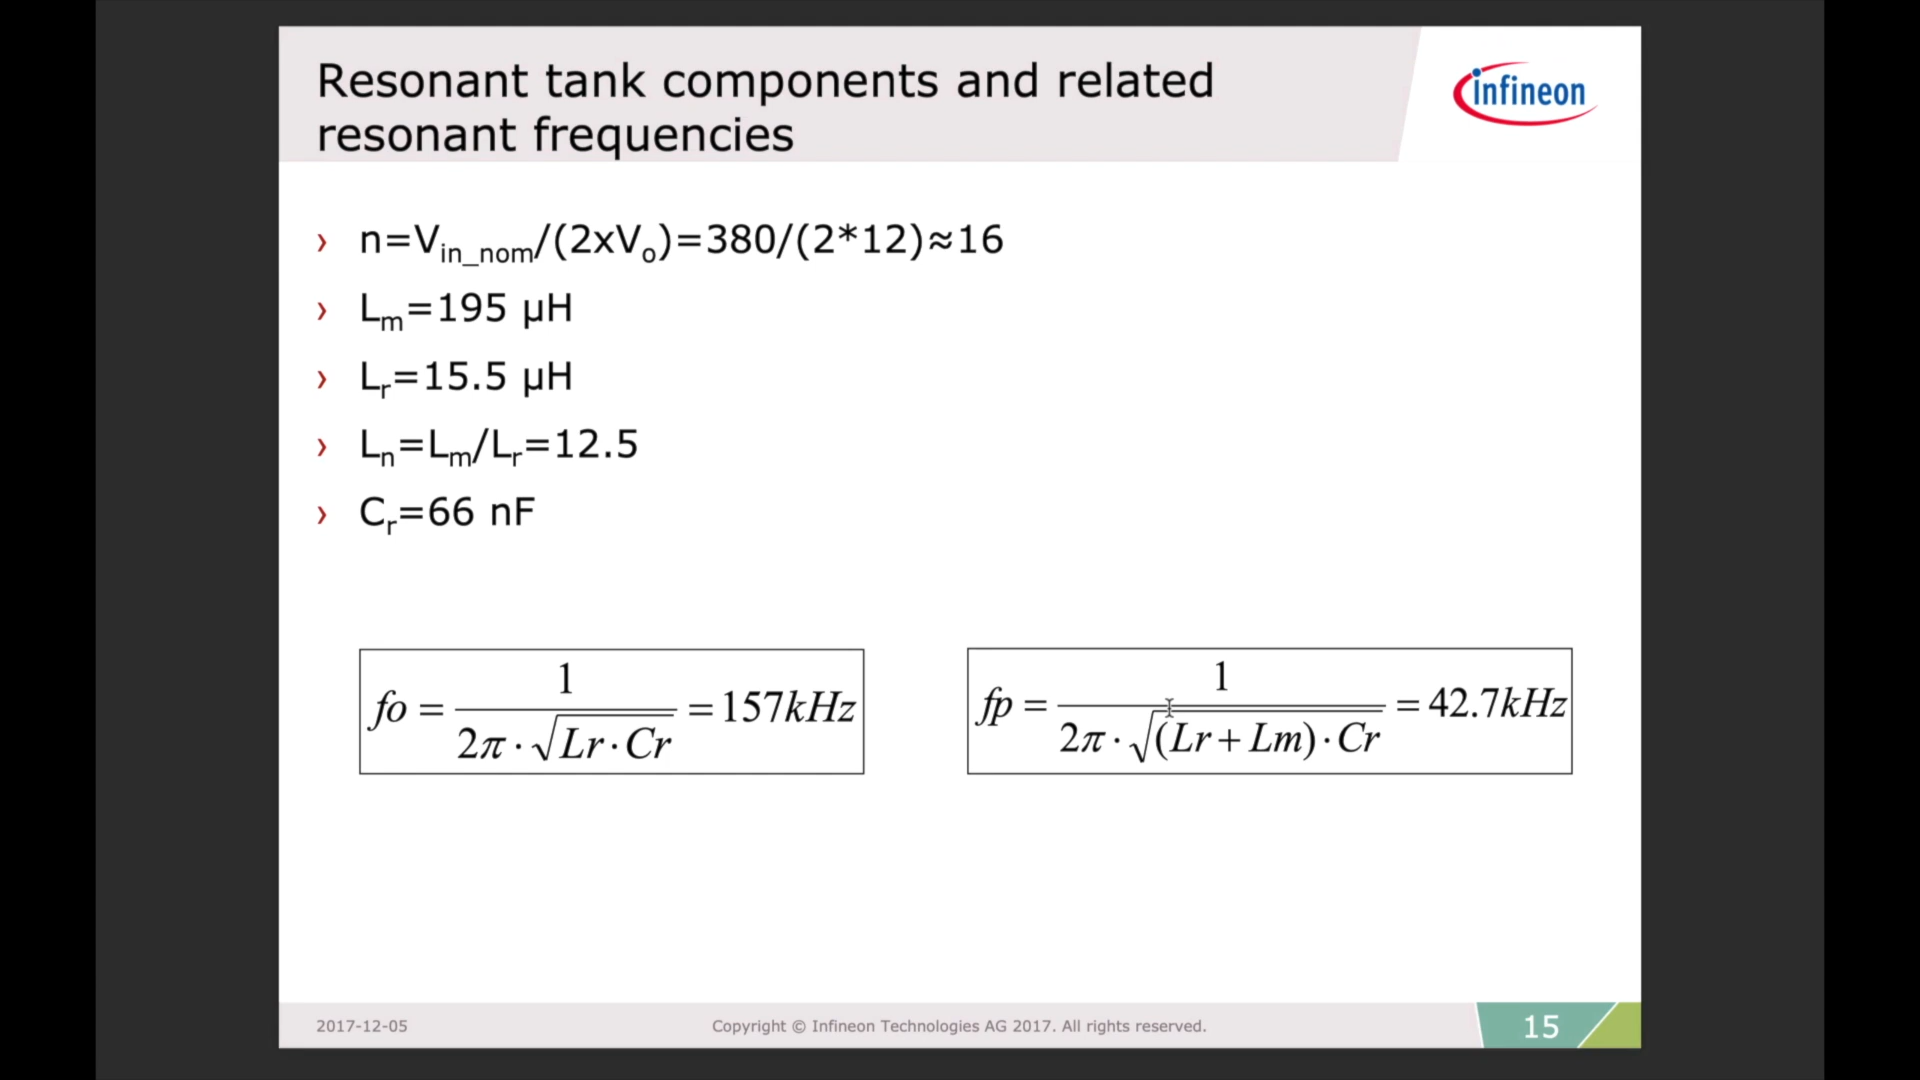 Resonant tank components and related
resonant frequencies
infineon
› n=Vin_nom/(2xVo)=380/(2*12)≈16
› Lm=195 µH
› Lr=15.5 µH
› Ln=Lm/Lr=12.5
› Cr=66 nF
fo = 1 / 2π · √Lr · Cr = 157kHz
fp = 1 / 2π · √(Lr + Lm) · Cr = 42.7kHz
2017-12-05
Copyright © Infineon Technologies AG 2017. All rights reserved.
15